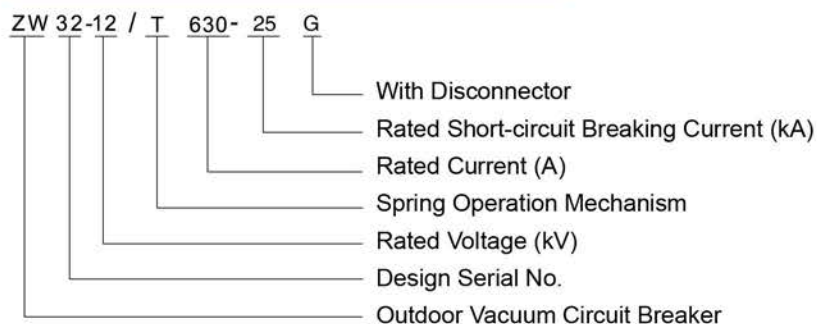 ZW 32-12 / T 630- 25 G
With Disconnector
Rated Short-circuit Breaking Current (kA)
Rated Current (A)
Spring Operation Mechanism
Rated Voltage (kV)
Design Serial No.
Outdoor Vacuum Circuit Breaker